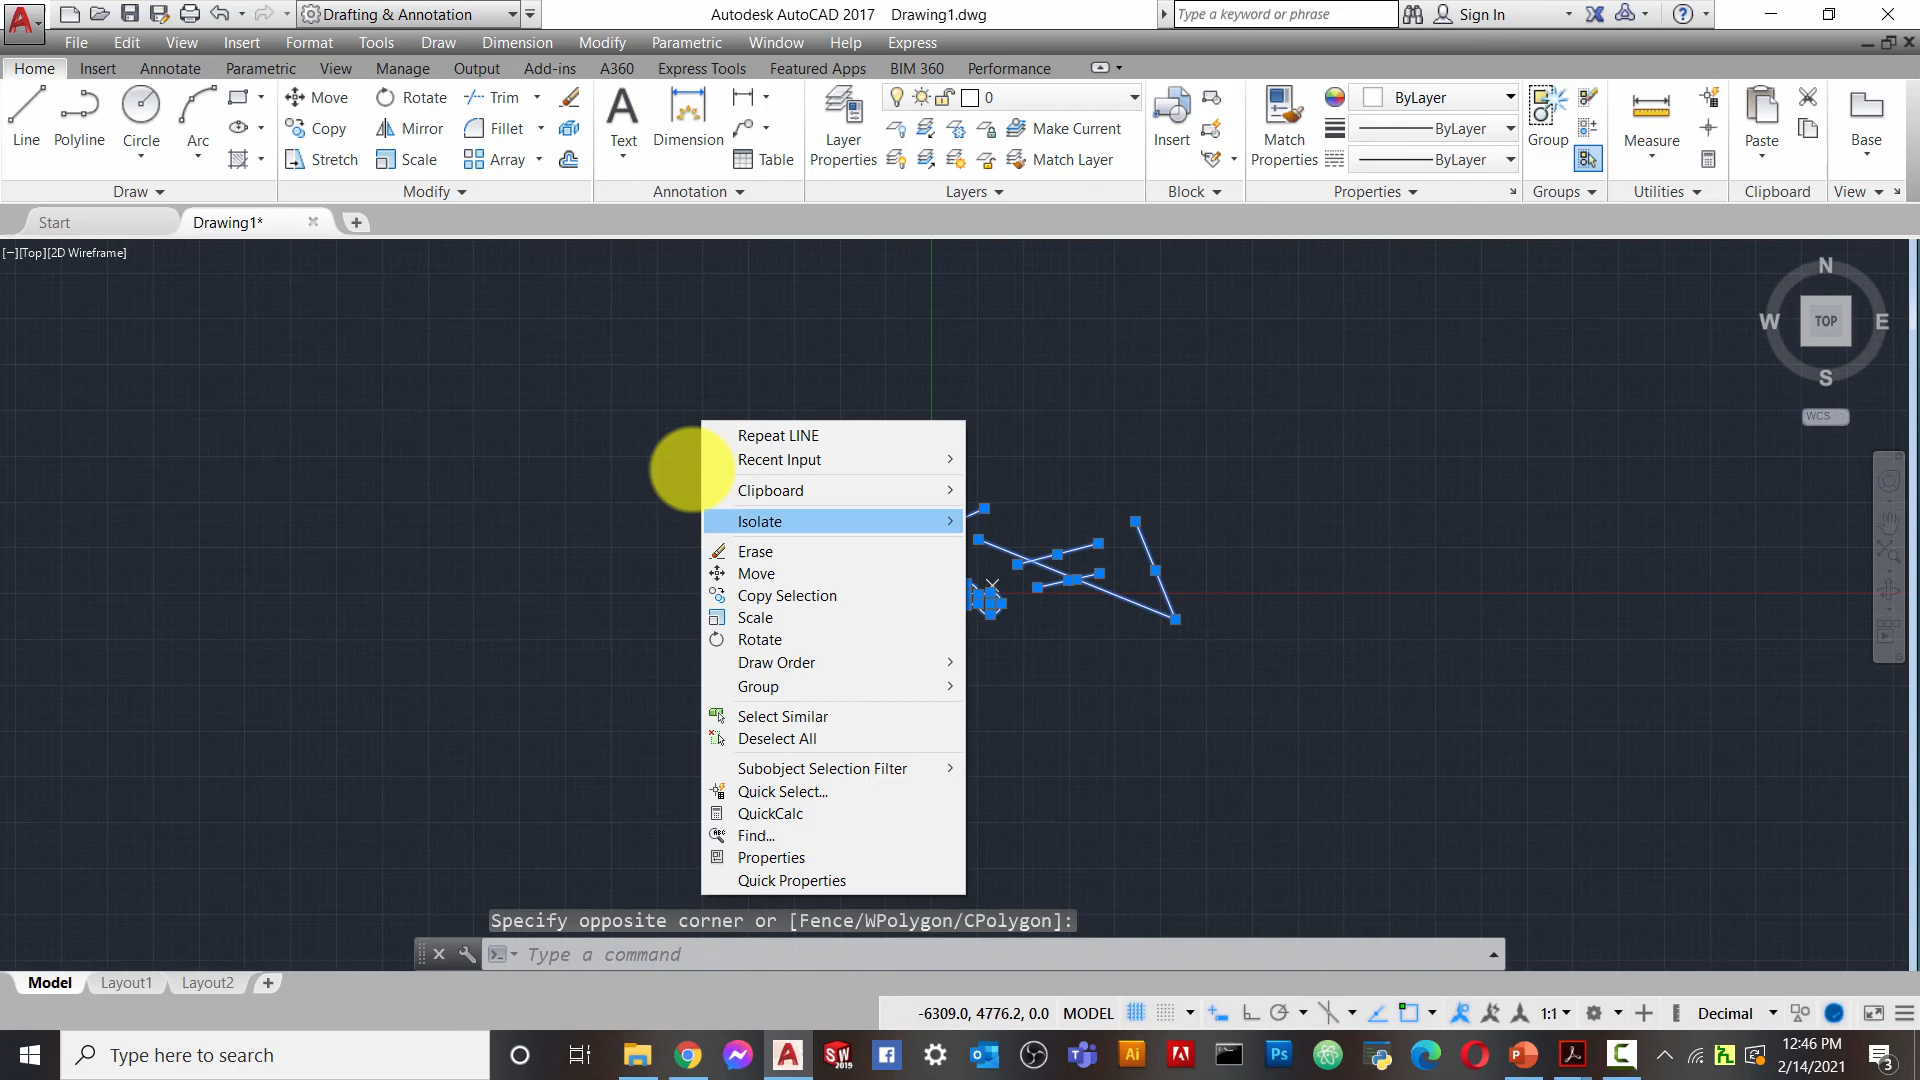 Drafting & Annotation
Autodesk AutoCAD 2017 Drawing1.dwg
Type a keyword or phrase
Sign In
File Edit View Insert Format Tools Draw Dimension Modify Parametric Window Help Express
Home Insert Annotate Parametric View Manage Output Add-ins A360 Express Tools Featured Apps BIM 360 Performance
Line Polyline Circle Arc
Move Rotate Trim
Copy Mirror Fillet
Stretch Scale Array
Text Dimension Table
Layer Properties
0
Make Current
Match Layer
Insert
Match Properties
ByLayer
ByLayer
ByLayer
Group
Measure
Paste
Base
Draw Modify Annotation Layers Block Properties Groups Utilities Clipboard View
Start Drawing1*
[−][Top][2D Wireframe]
N
W TOP E
S
WCS
Repeat LINE
Recent Input
Clipboard
Isolate
Erase
Move
Copy Selection
Scale
Rotate
Draw Order
Group
Select Similar
Deselect All
Subobject Selection Filter
Quick Select...
QuickCalc
Find...
Properties
Quick Properties
Specify opposite corner or [Fence/WPolygon/CPolygon]:
Type a command
Model Layout1 Layout2
-6309.0, 4776.2, 0.0 MODEL 1:1 Decimal
Type here to search
12:46 PM
2/14/2021
3